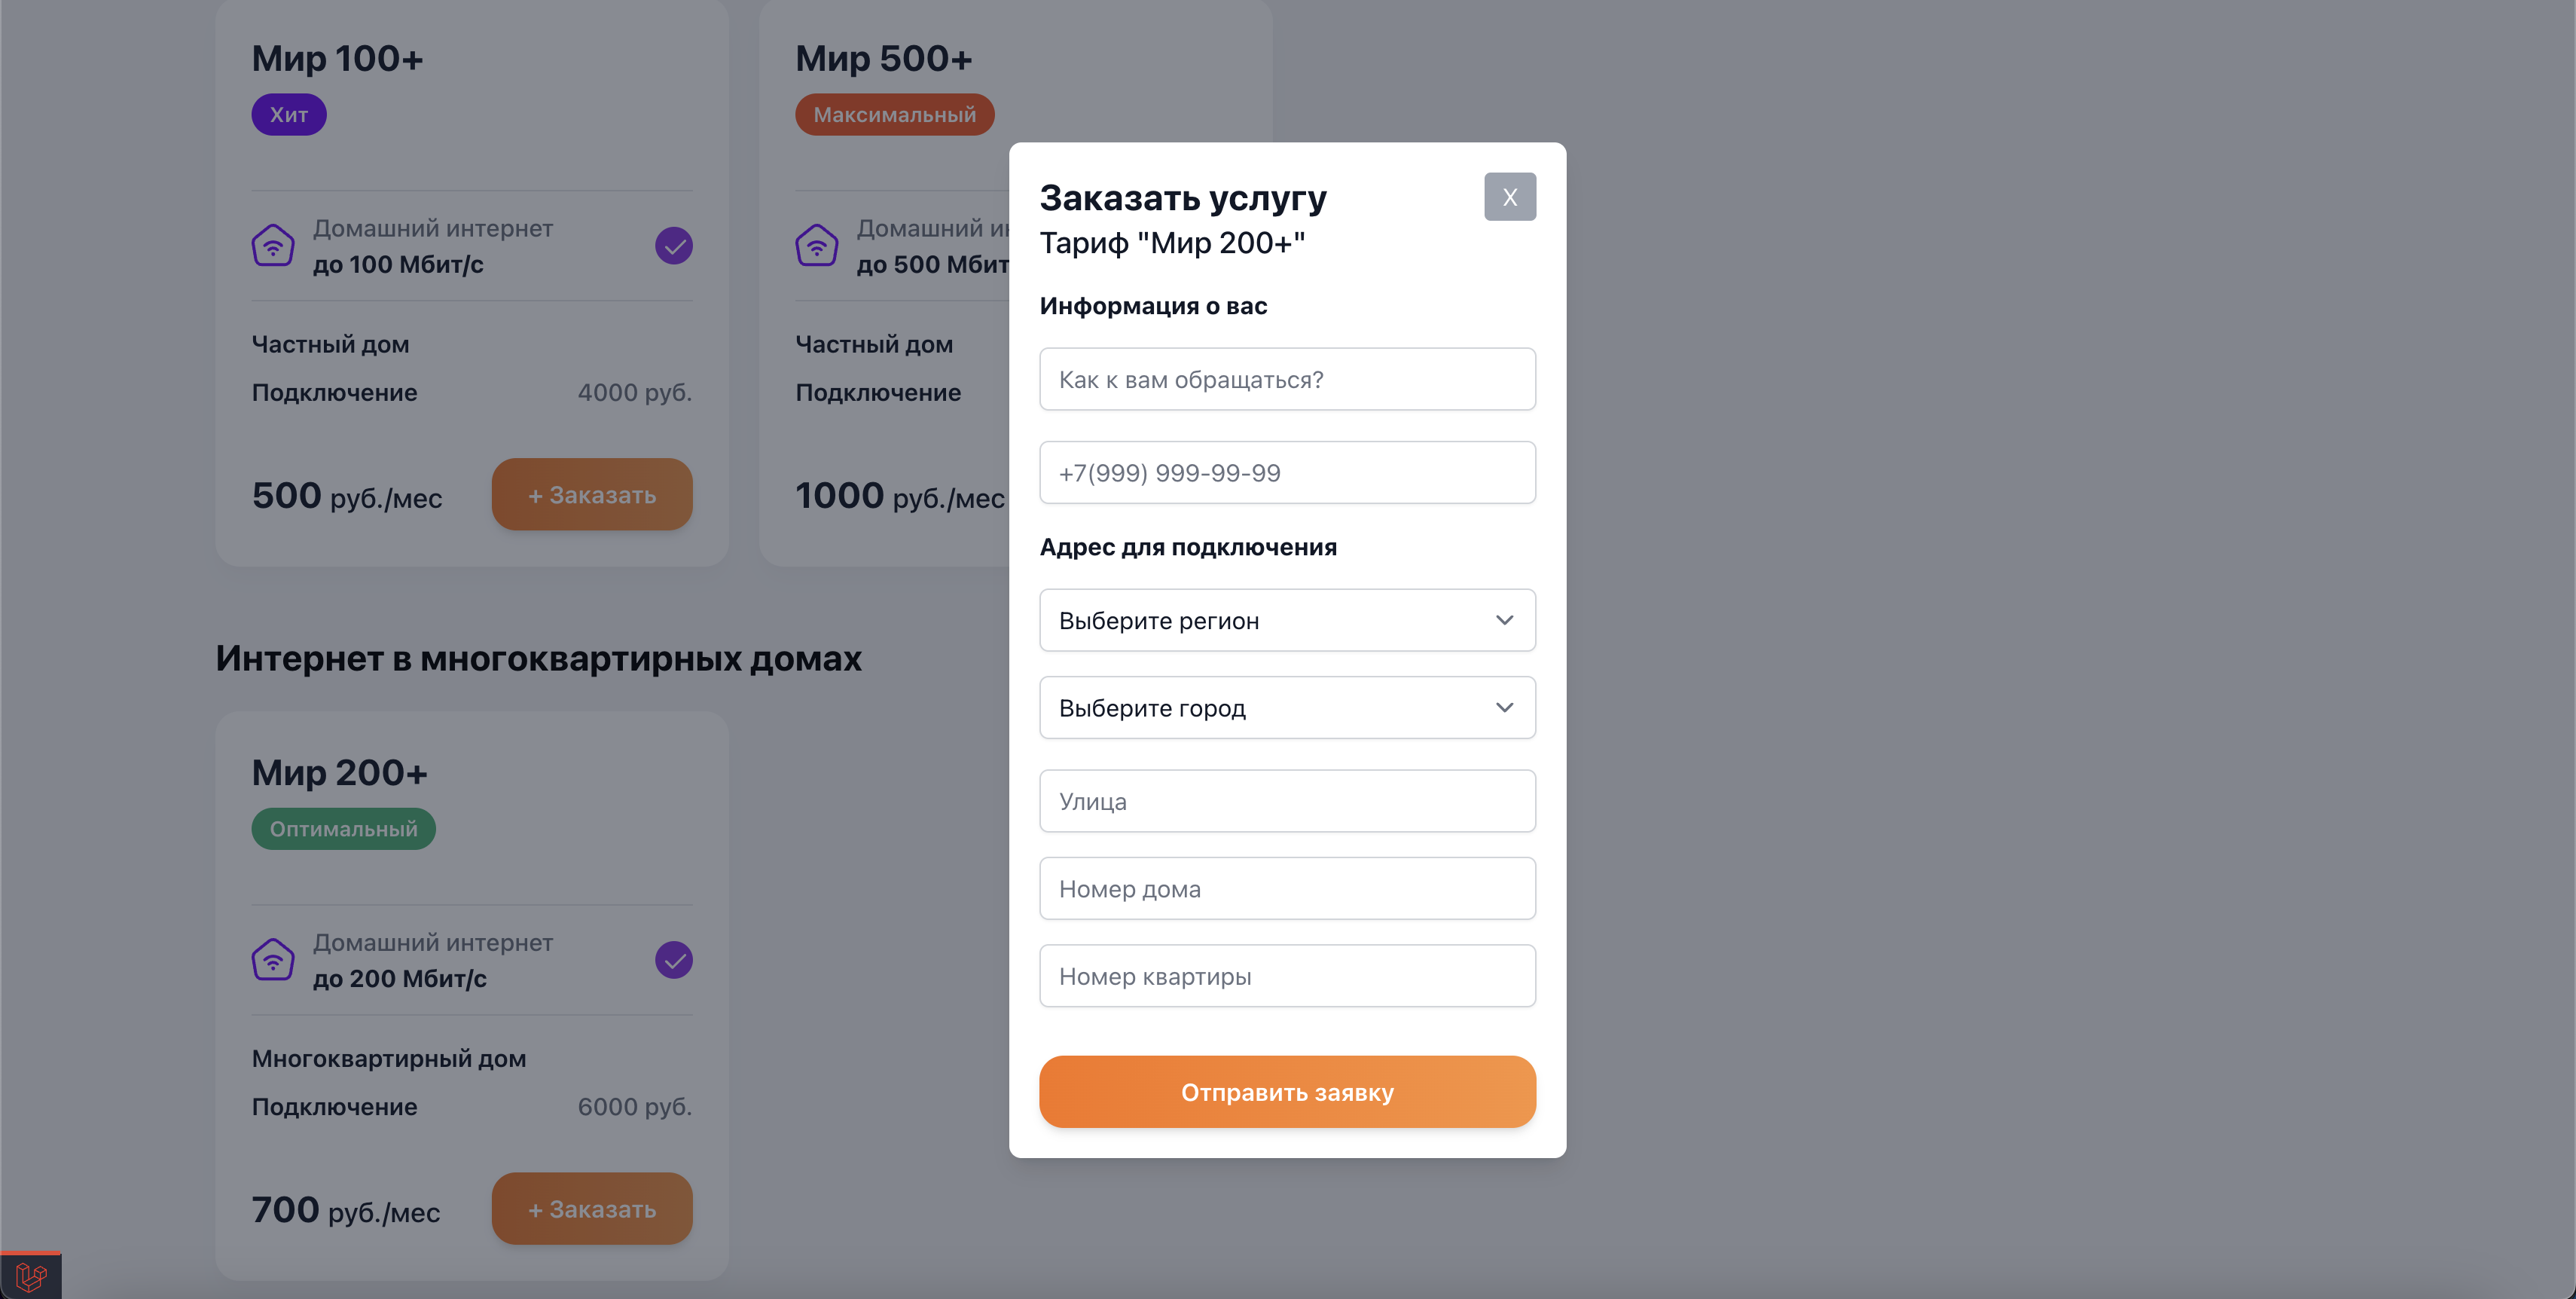 Мир 100+
Хит
Домашний интернет
до 100 Мбит/с
Частный дом
Подключение 4000 руб.
500 руб./мес
+ Заказать
Мир 500+
Максимальный
Домашний
до 500 Мбит
Частный дом
Подключение
1000 руб./мес
Интернет в многоквартирных домах
Мир 200+
Оптимальный
Домашний интернет
до 200 Мбит/с
Многоквартирный дом
Подключение 6000 руб.
700 руб./мес
+ Заказать
Заказать услугу
X
Тариф "Мир 200+"
Информация о вас
Как к вам обращаться?
+7(999) 999-99-99
Адрес для подключения
Выберите регион
Выберите город
Улица
Номер дома
Номер квартиры
Отправить заявку